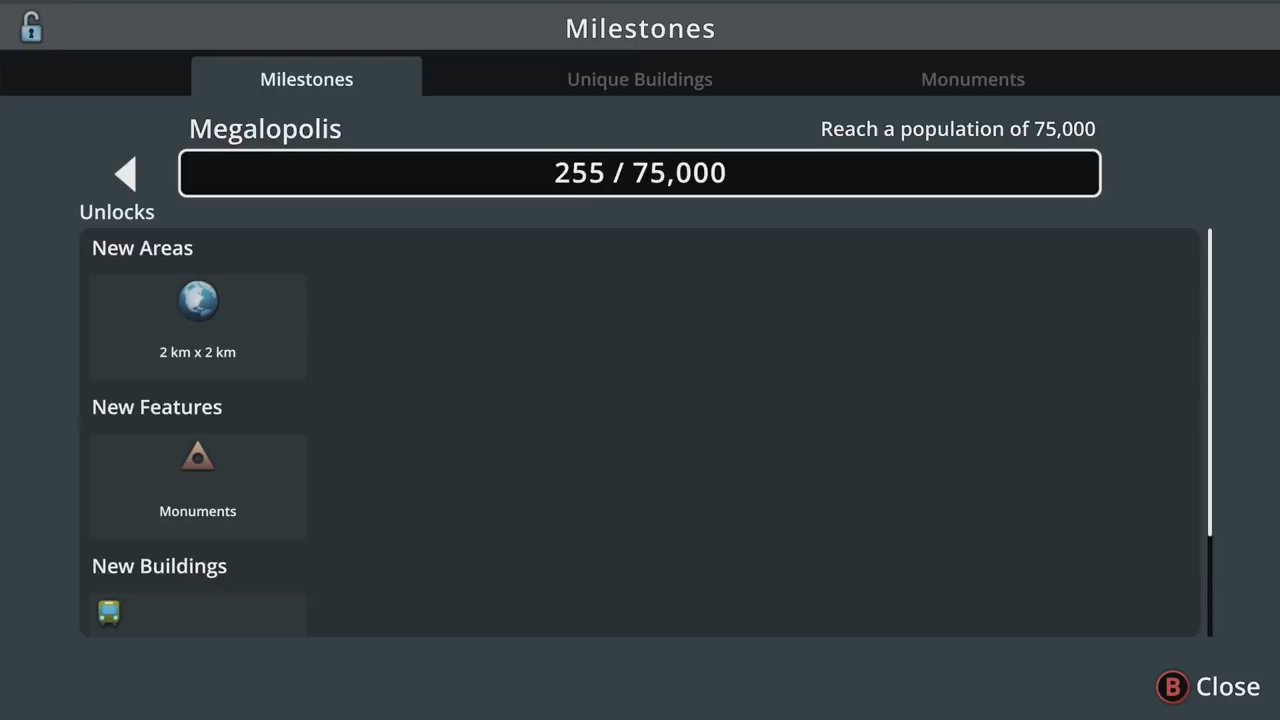 Milestones
Milestones
Unique Buildings
Monuments
Megalopolis
Reach a population of 75,000
255 / 75,000
Unlocks
New Areas
2 km x 2 km
New Features
Monuments
New Buildings
B Close